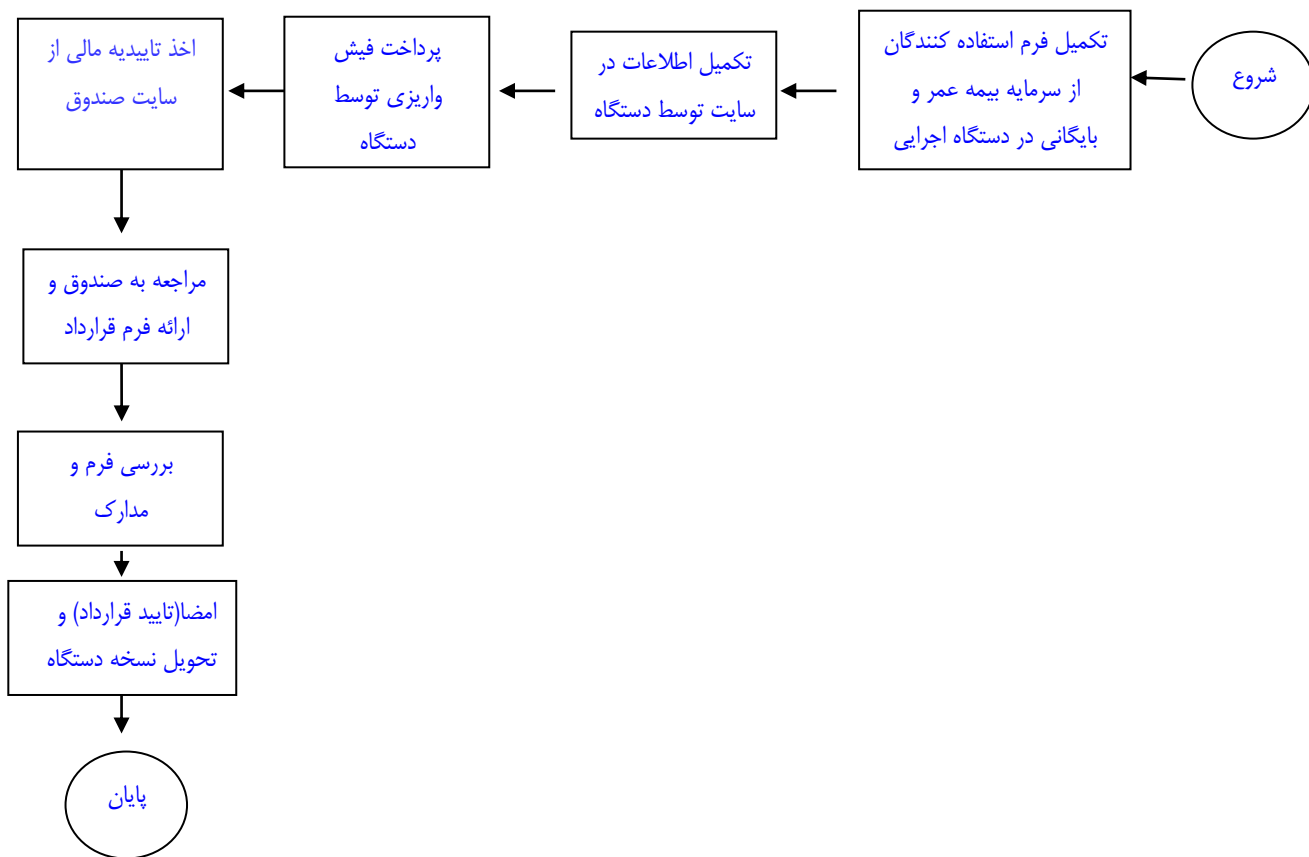 شروع
تکمیل فرم استفاده کنندگان
از سرمایه بیمه عمر و
بایگانی در دستگاه اجرایی
تکمیل اطلاعات در
سایت توسط دستگاه
پرداخت فیش
واریزی توسط
دستگاه
اخذ تاییدیه مالی از
سایت صندوق
مراجعه به صندوق و
ارائه فرم قرارداد
بررسی فرم و
مدارک
امضا(تایید قرارداد) و
تحویل نسخه دستگاه
پایان